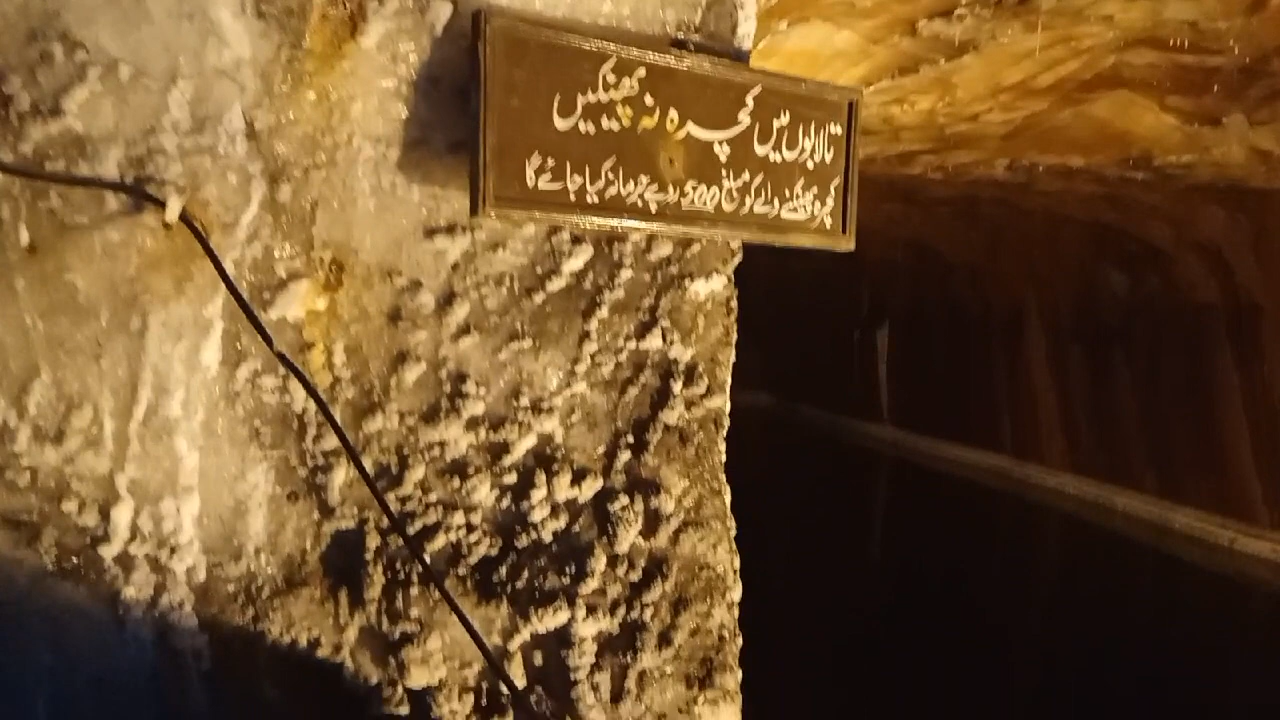 تالابوں میں کچرہ نہ پھینکیں
کچرہ پھینکنے والے کو مبلغ 500 روپے جرمانہ کیا جائے گا